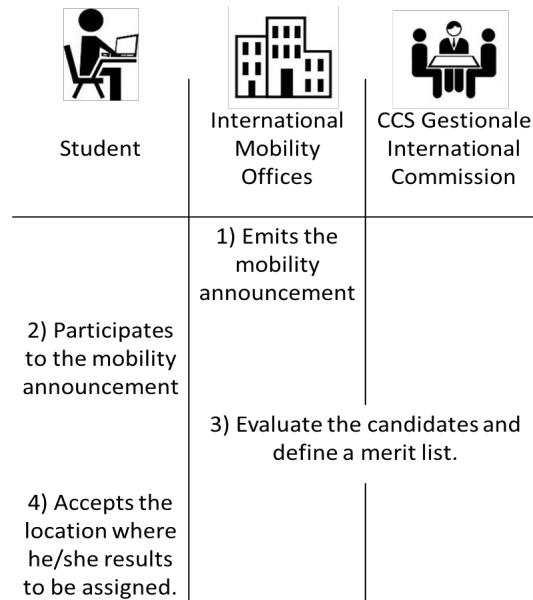 Student
International
Mobility
Offices
CCS Gestionale
International
Commission
1) Emits the
mobility
announcement
2) Participates
to the mobility
announcement
3) Evaluate the candidates and
define a merit list.
4) Accepts the
location where
he/she results
to be assigned.